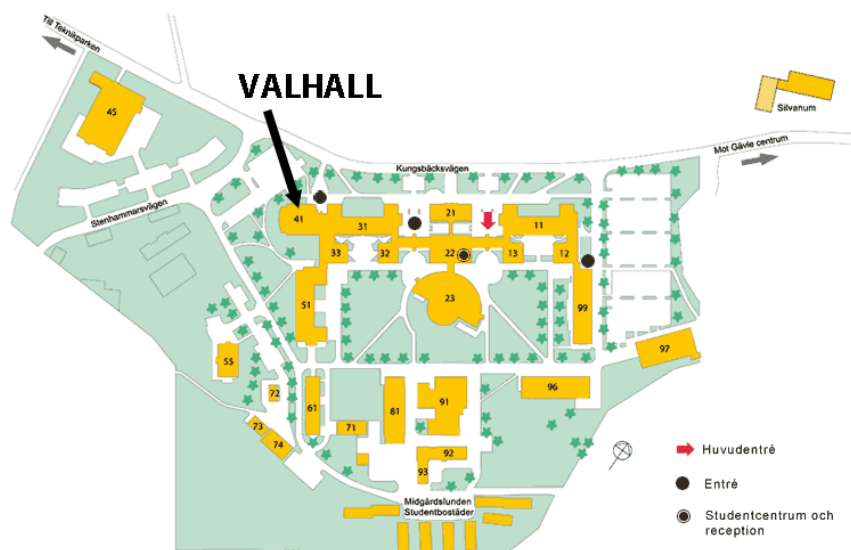 Till Teknikparken
VALHALL
45
Silvanum
Mot Gävle centrum
Kungsbäcksvägen
Stenhammersvägen
41
31
21
11
33
32
22
13
12
23
51
99
97
55
72
61
71
81
91
96
73
74
92
93
Midgårdslunden
Studentbostäder
Huvudentré
Entré
Studentcentrum och
reception